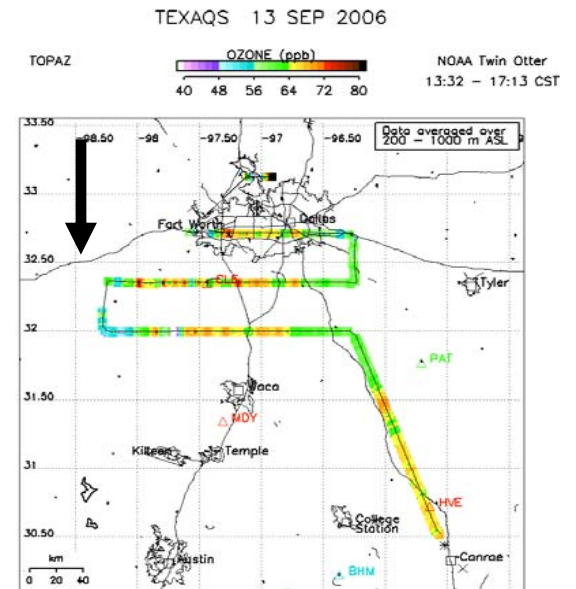 TEXAQS 13 SEP 2006
TOPAZ
OZONE (ppb)
40 48 56 64 72 80
NOAA Twin Otter
13:32 - 17:13 CST
33.50
-98.50 -98 -97.50 -97 -96.50
Data averaged over
200 - 1000 m ASL
33
Fort Worth
Dallas
32.50
CLE
Tyler
32
PAT
31.50
Waco
MDY
31
Killeen
Temple
HVE
30.50
College
Station
km
Austin
Conroe
0 20 40
BHM